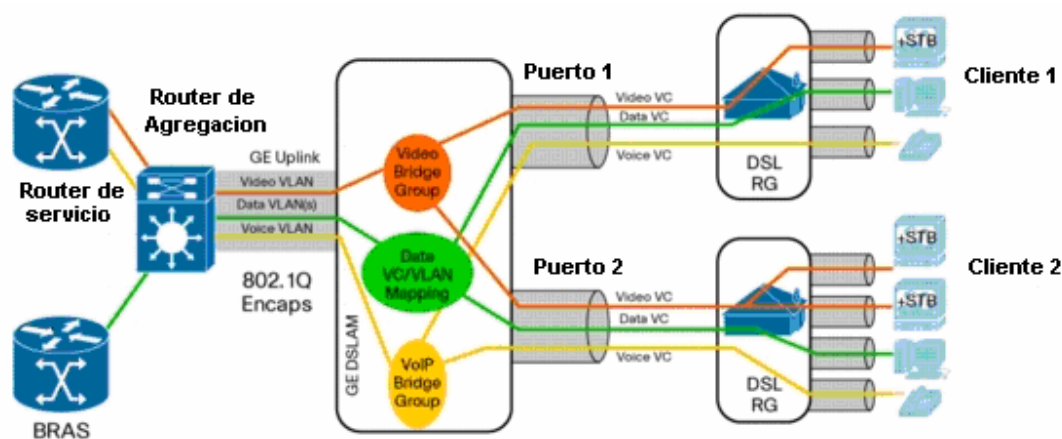 Router de
Agregacion
Router de
servicio
BRAS
GE Uplink
Video VLAN
Data VLAN(s)
Voice VLAN
802.1Q
Encaps
GE DSLAM
Video
Bridge
Group
Data
VC/VLAN
Mapping
VoIP
Bridge
Group
Puerto 1
Video VC
Data VC
Voice VC
DSL
RG
+STB
Cliente 1
Puerto 2
Video VC
Data VC
Voice VC
DSL
RG
+STB
+STB
Cliente 2